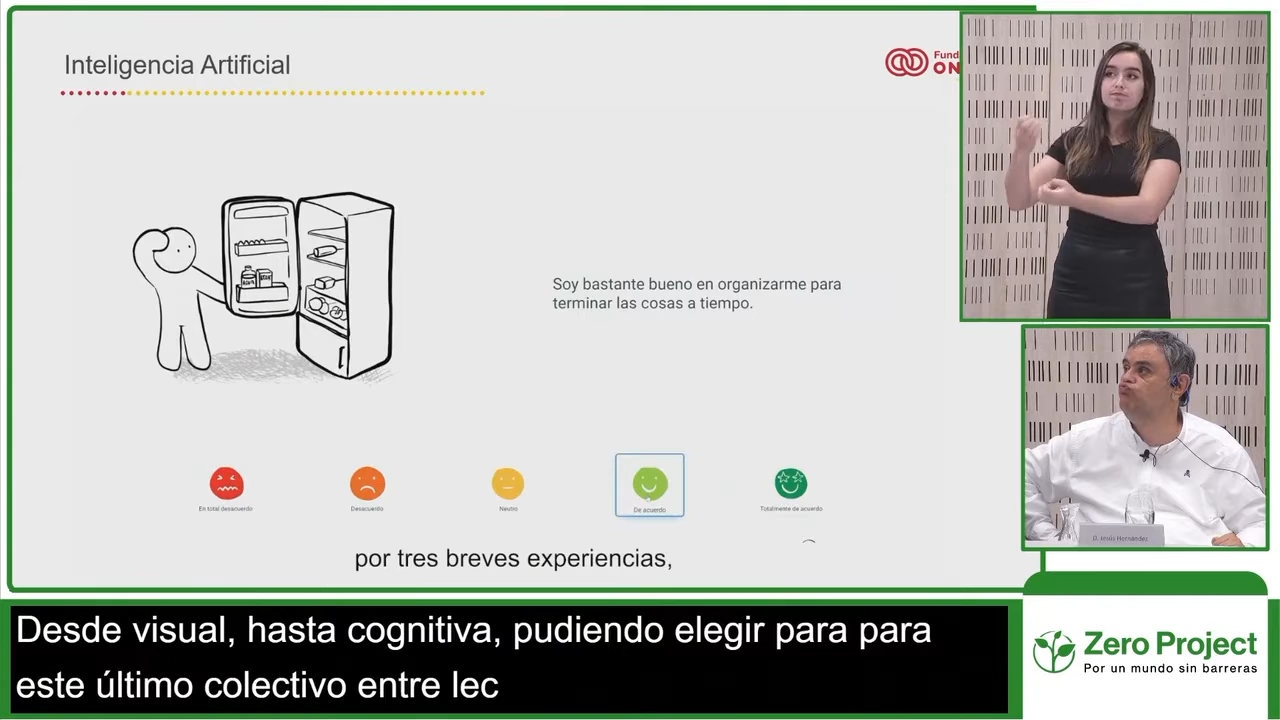 Inteligencia Artificial
Fund
ON
Soy bastante bueno en organizarme para
terminar las cosas a tiempo.
En total desacuerdo
Desacuerdo
Neutro
De acuerdo
Totalmente de acuerdo
por tres breves experiencias,
D. Jesús Hernández
Desde visual, hasta cognitiva, pudiendo elegir para para
este último colectivo entre lec
Zero Project
Por un mundo sin barreras